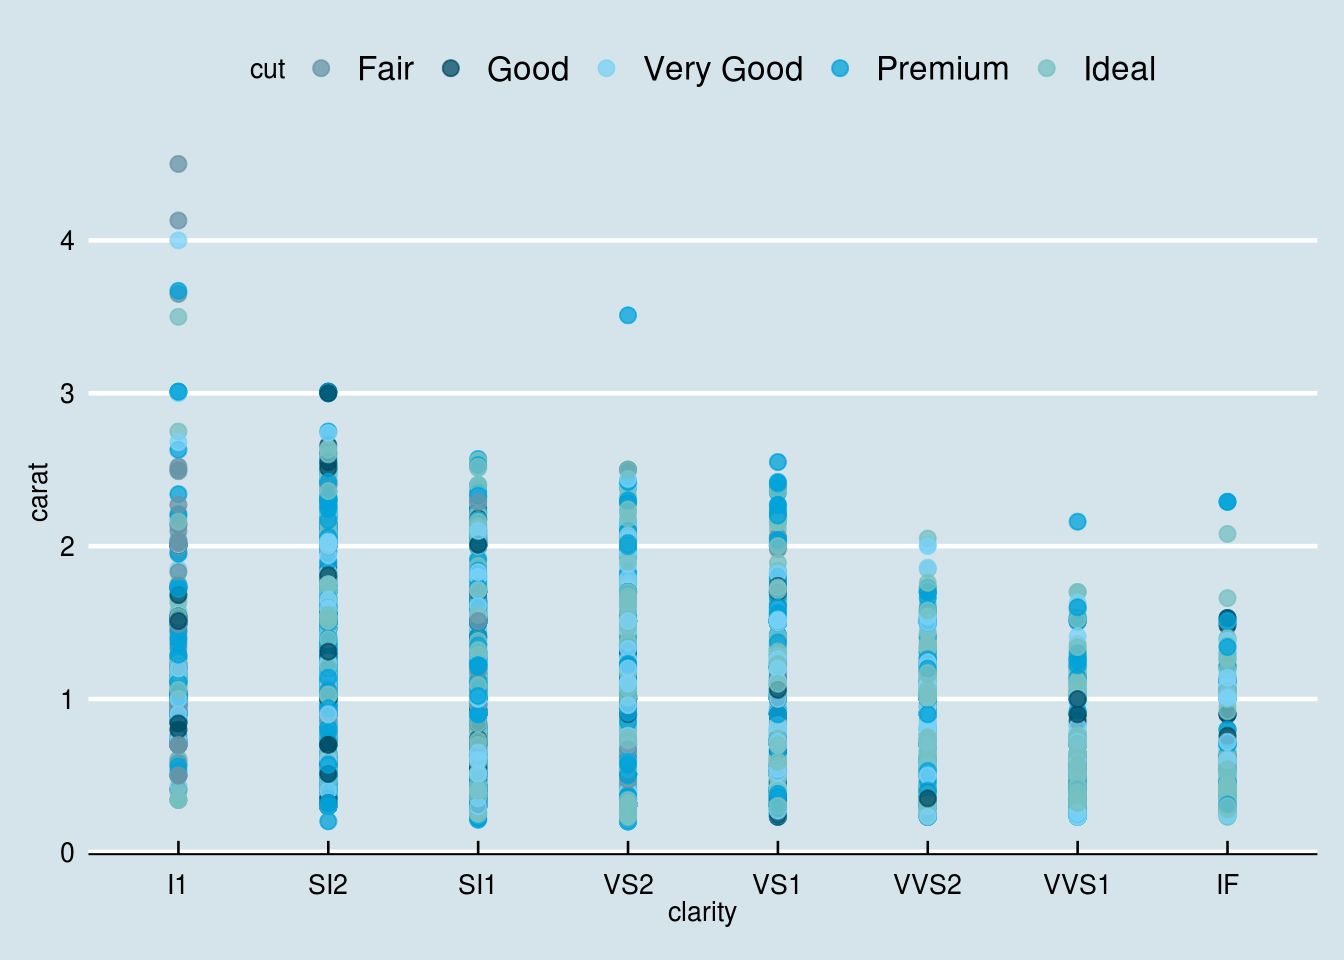 cut Fair Good Very Good Premium Ideal
4
3
2
1
0
carat
I1 SI2 SI1 VS2 VS1 VVS2 VVS1 IF
clarity